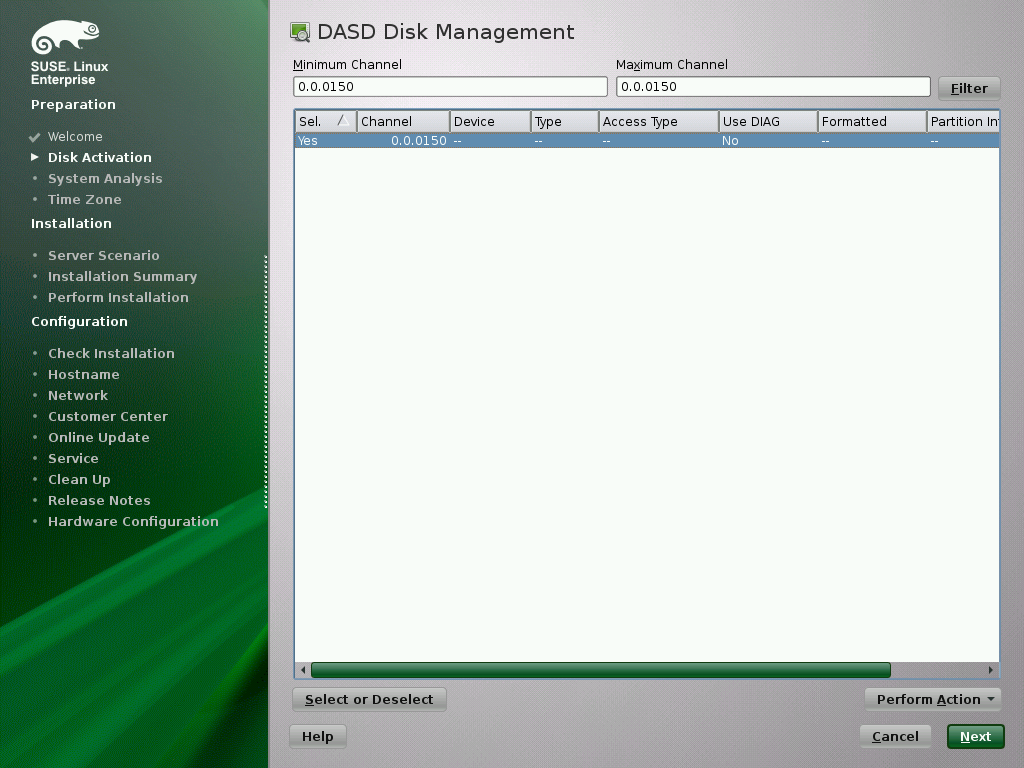 SUSE. Linux
Enterprise
Preparation
Welcome
Disk Activation
System Analysis
Time Zone
Installation
Server Scenario
Installation Summary
Perform Installation
Configuration
Check Installation
Hostname
Network
Customer Center
Online Update
Service
Clean Up
Release Notes
Hardware Configuration
DASD Disk Management
Minimum Channel Maximum Channel
0.0.0150 0.0.0150 Filter
Sel. Channel Device Type Access Type Use DIAG Formatted Partition In
Yes 0.0.0150 -- -- -- No -- --
Select or Deselect Perform Action
Help Cancel Next